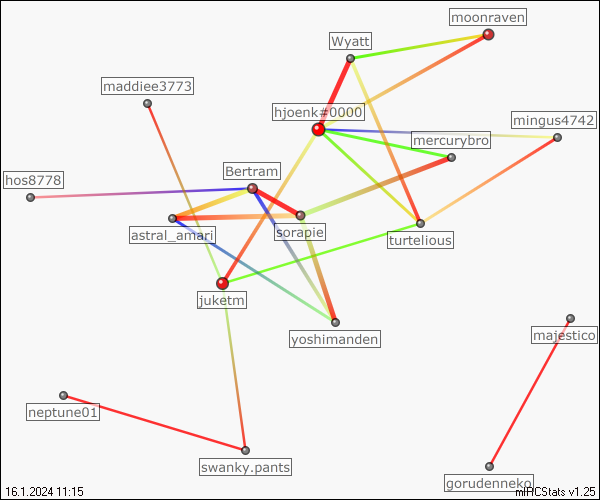 moonraven
Wyatt
maddiee3773
hjoenk#0000
mingus4742
mercurybro
Bertram
hos8778
astral_amari
sorapie
turtelious
juketm
yoshimanden
majestico
neptune01
swanky.pants
gorudenneko
16.1.2024 11:15
mIRCStats v1.25